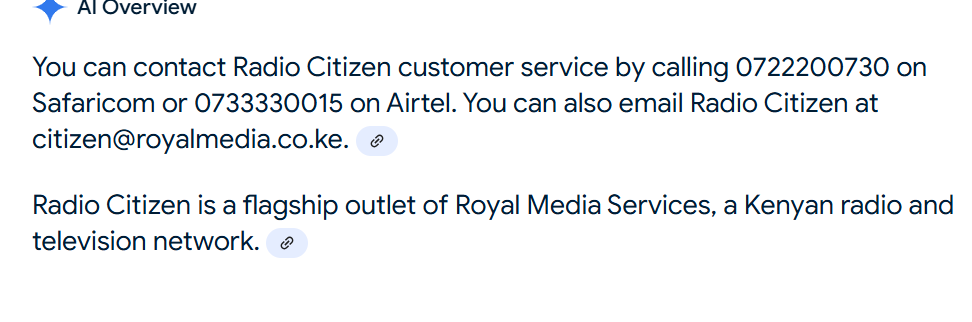 AI Overview
You can contact Radio Citizen customer service by calling 0722200730 on
Safaricom or 0733330015 on Airtel. You can also email Radio Citizen at
citizen@royalmedia.co.ke.
Radio Citizen is a flagship outlet of Royal Media Services, a Kenyan radio and
television network.